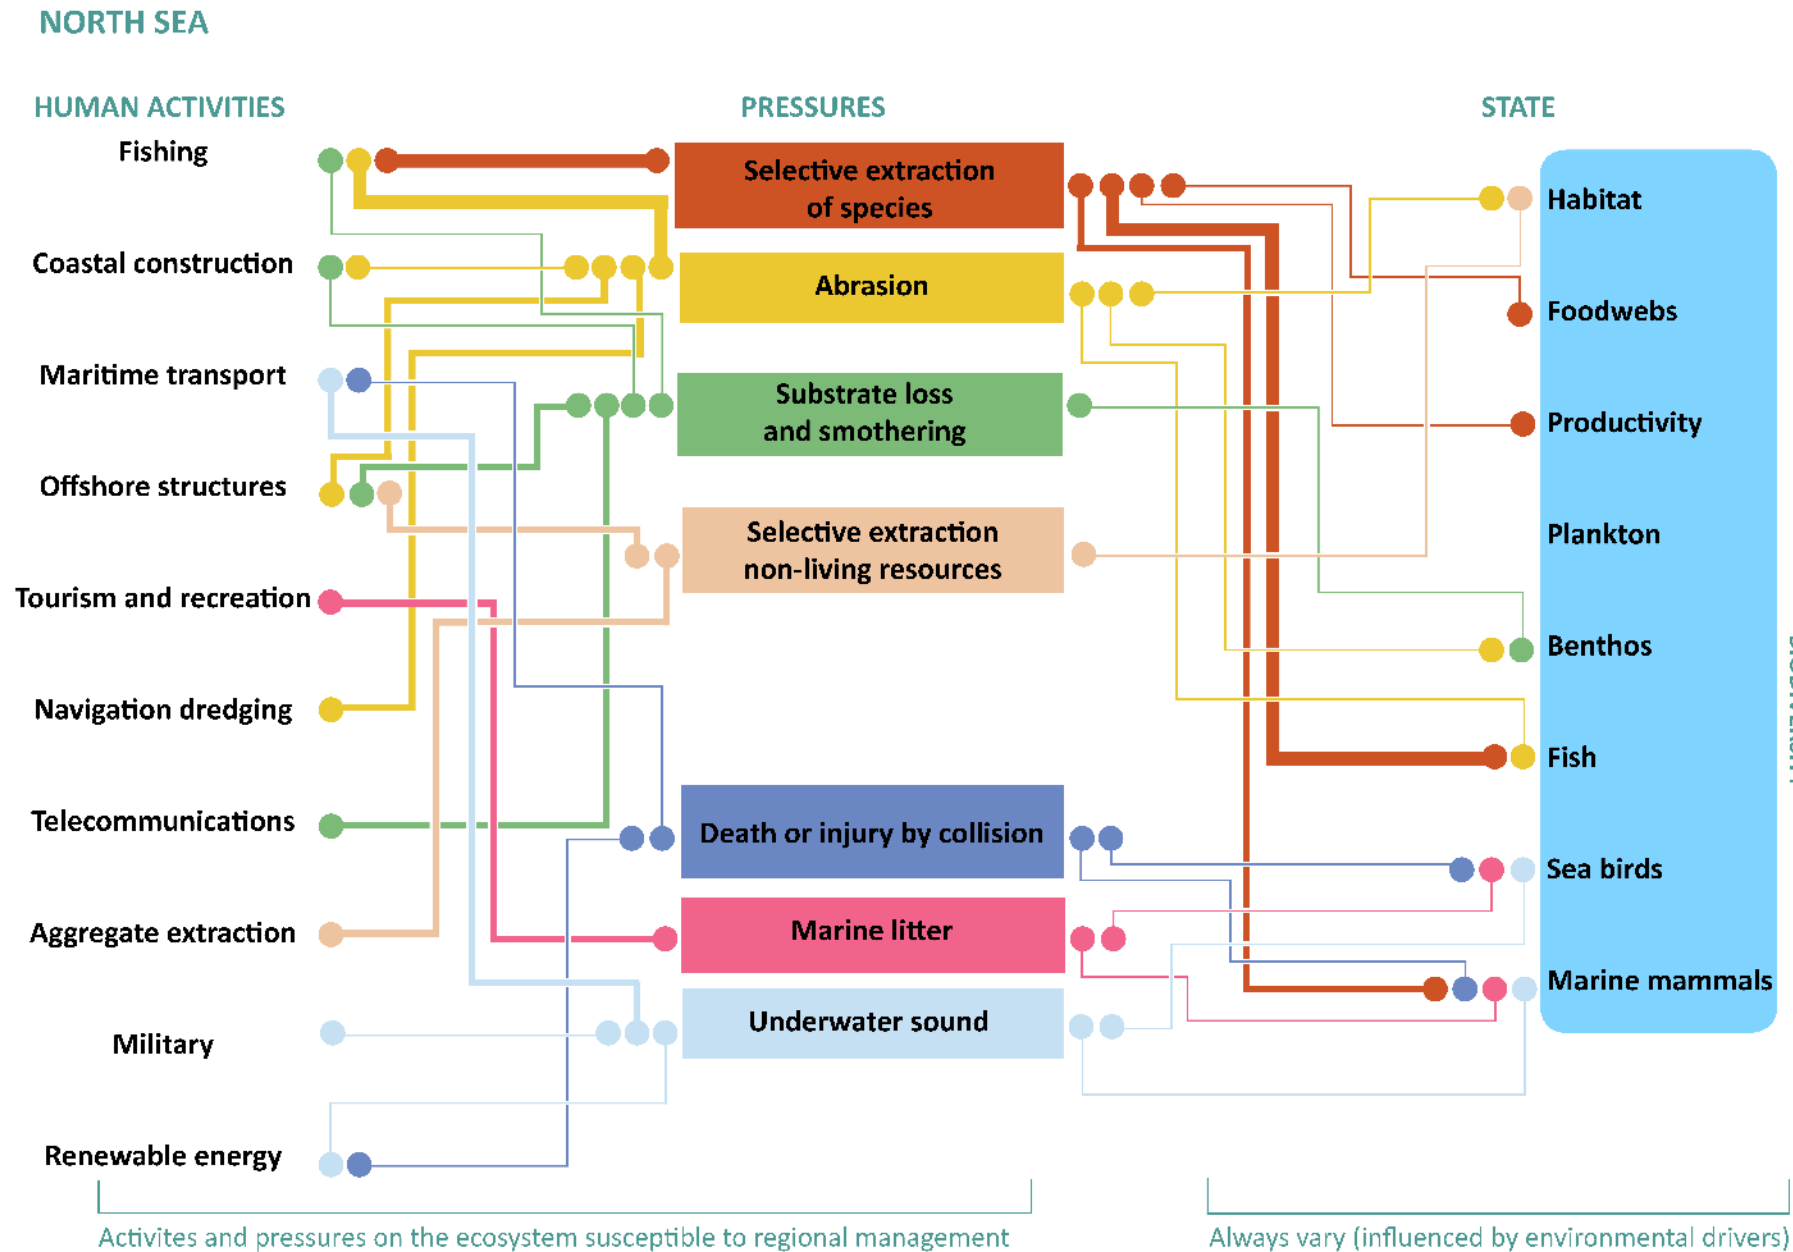 NORTH SEA
HUMAN ACTIVITIES
PRESSURES
STATE
Fishing
Coastal construction
Maritime transport
Offshore structures
Tourism and recreation
Navigation dredging
Telecommunications
Aggregate extraction
Military
Renewable energy
Selective extraction
of species
Abrasion
Substrate loss
and smothering
Selective extraction
non-living resources
Death or injury by collision
Marine litter
Underwater sound
Habitat
Foodwebs
Productivity
Plankton
Benthos
Fish
Sea birds
Marine mammals
Activites and pressures on the ecosystem susceptible to regional management
Always vary (influenced by environmental drivers)